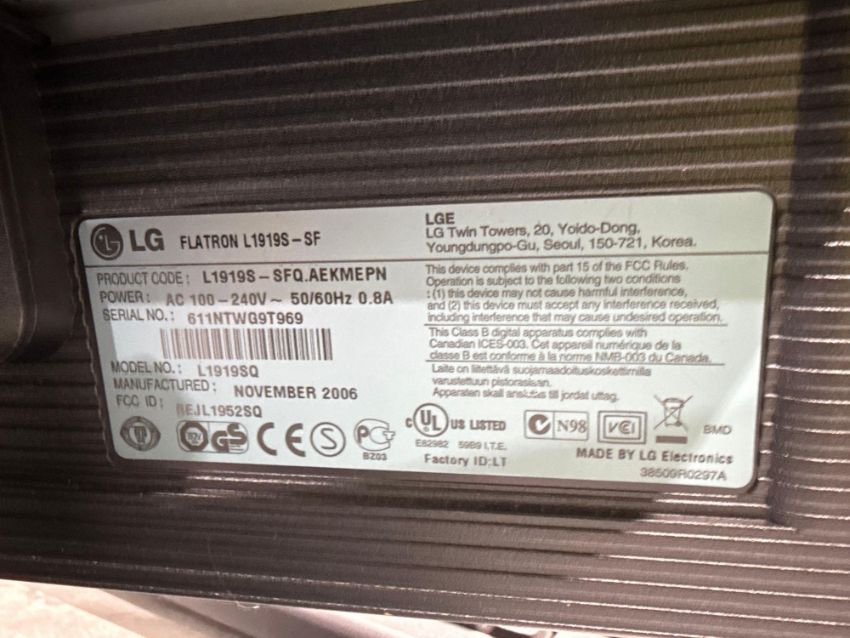 LG FLATRON L1919S-SF
LGE
LG Twin Towers, 20, Yoido-Dong,
Youngdungpo-Gu, Seoul, 150-721, Korea.
PRODUCT CODE: L1919S-SFQ.AEKMEPN
POWER: AC 100-240V~ 50/60Hz 0.8A
SERIAL NO.: 611NTWG9T969
MODEL NO.: L1919SQ
MANUFACTURED: NOVEMBER 2006
FCC ID: BEJL1952SQ
This device complies with part 15 of the FCC Rules.
Operation is subject to the following two conditions
: (1) this device may not cause harmful interference,
and (2) this device must accept any interference received,
including interference that may cause undesired operation.
This Class B digital apparatus complies with
Canadian ICES-003. Cet appareil numérique de la
classe B est conforme à la norme NMB-003 du Canada.
Laite on liitettävä suojamaadoituskoskettimilla
varustettuun pistorasiaan.
Apparaten skall anslutas till jordat uttag.
GS CE S
BZ03
c UL US LISTED
E82982 59B9 I.T.E.
Factory ID:LT
N98
VCI
BMD
MADE BY LG Electronics
38509R0297A